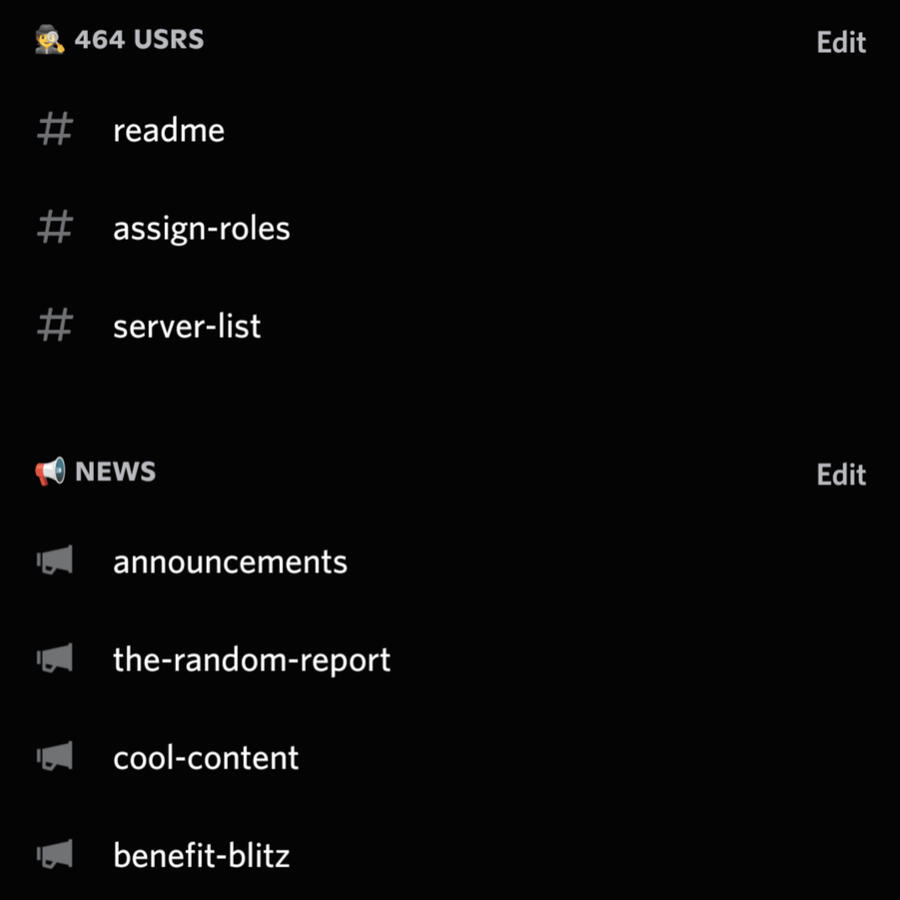 464 USRS
Edit
readme
assign-roles
server-list
NEWS
Edit
announcements
the-random-report
cool-content
benefit-blitz